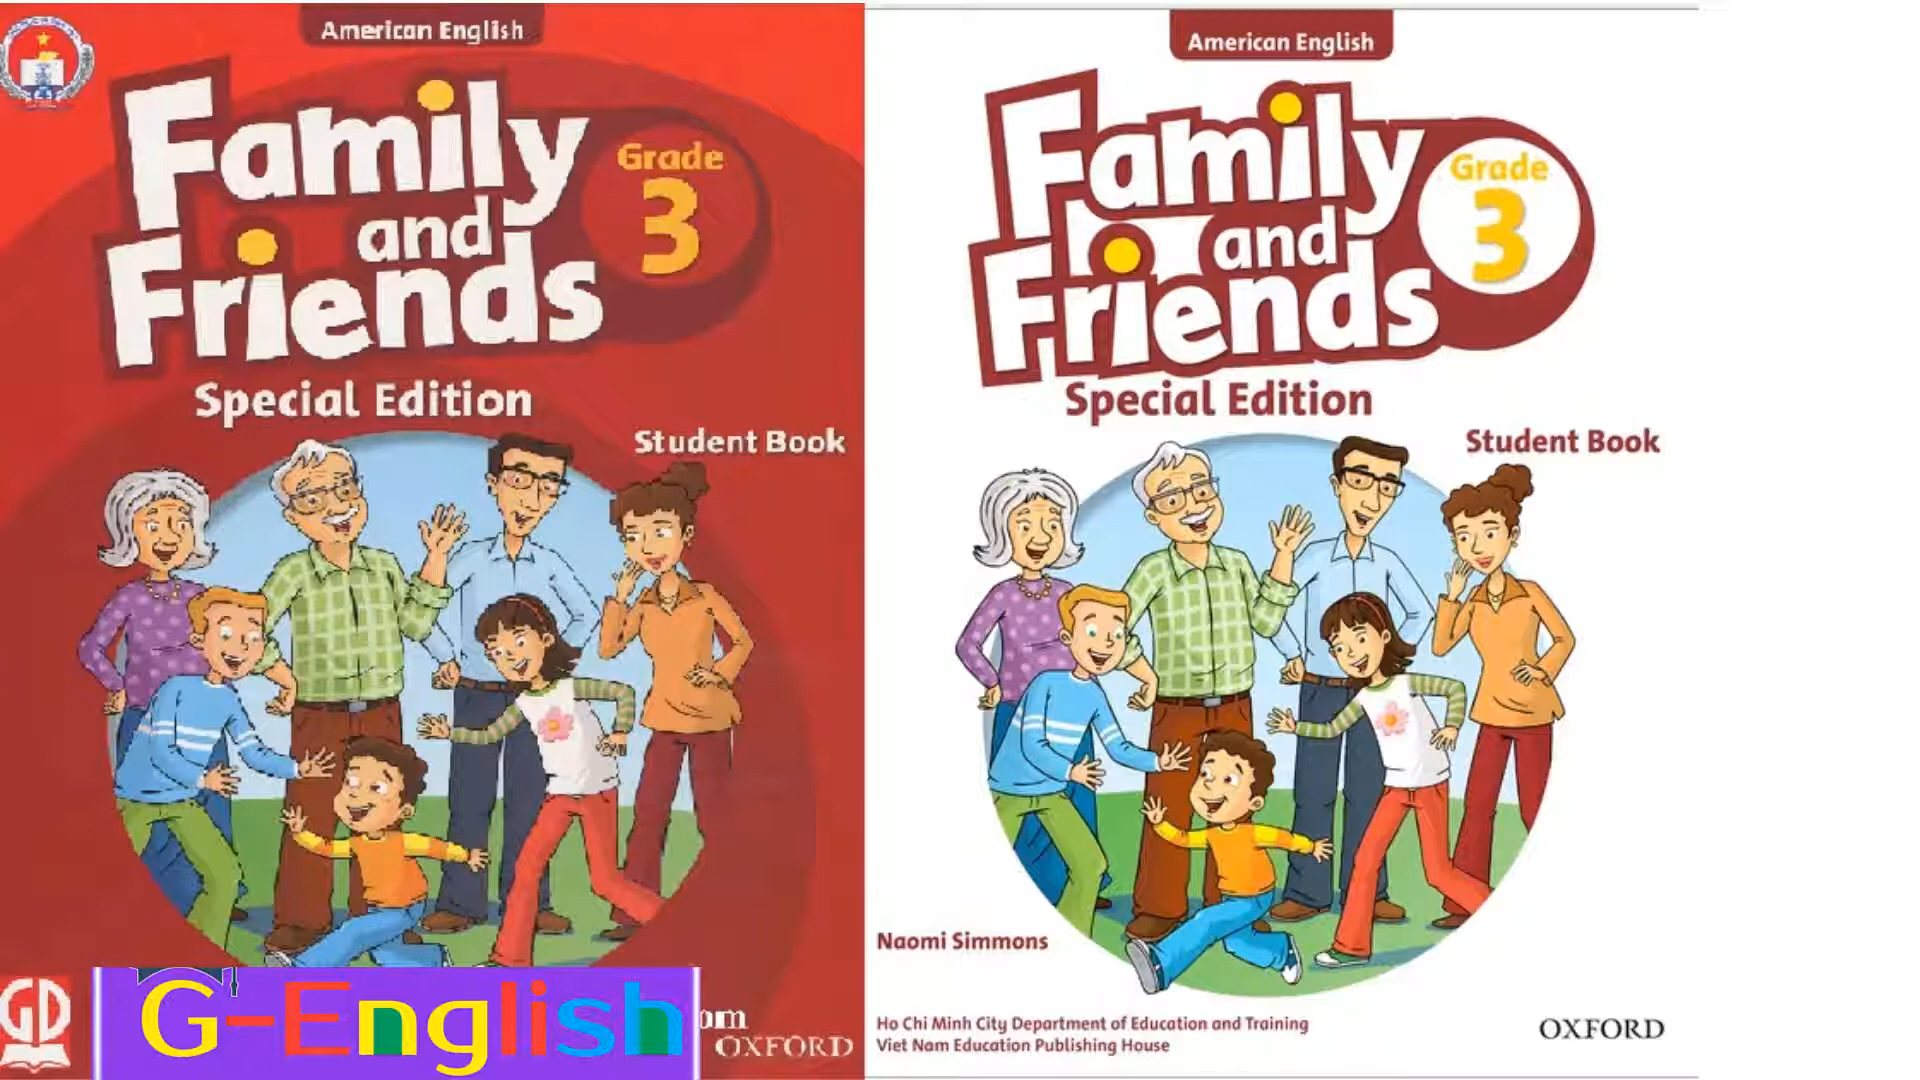 American English
Family
and
Friends
Grade
3
Special Edition
Student Book
GD
G-English
om
OXFORD
American English
Family
and
Friends
Grade
3
Special Edition
Student Book
Naomi Simmons
Ho Chi Minh City Department of Education and Training
Viet Nam Education Publishing House
OXFORD